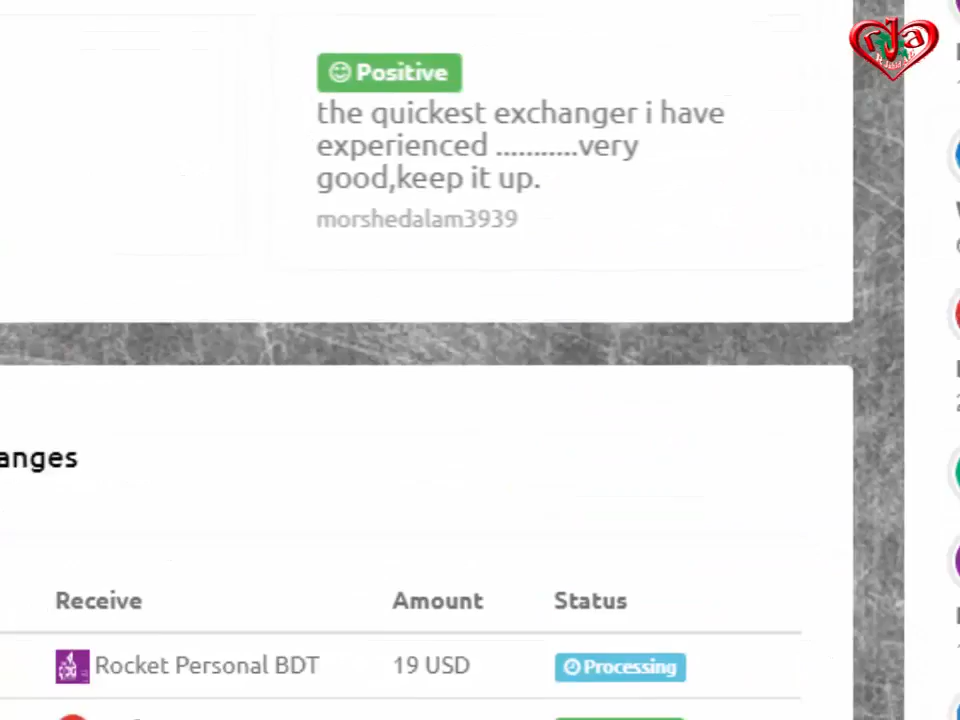 rja
Positive
the quickest exchanger i have
experienced ...........very
good,keep it up.
morshedalam3939
anges
Receive Amount Status
Rocket Personal BDT 19 USD Processing